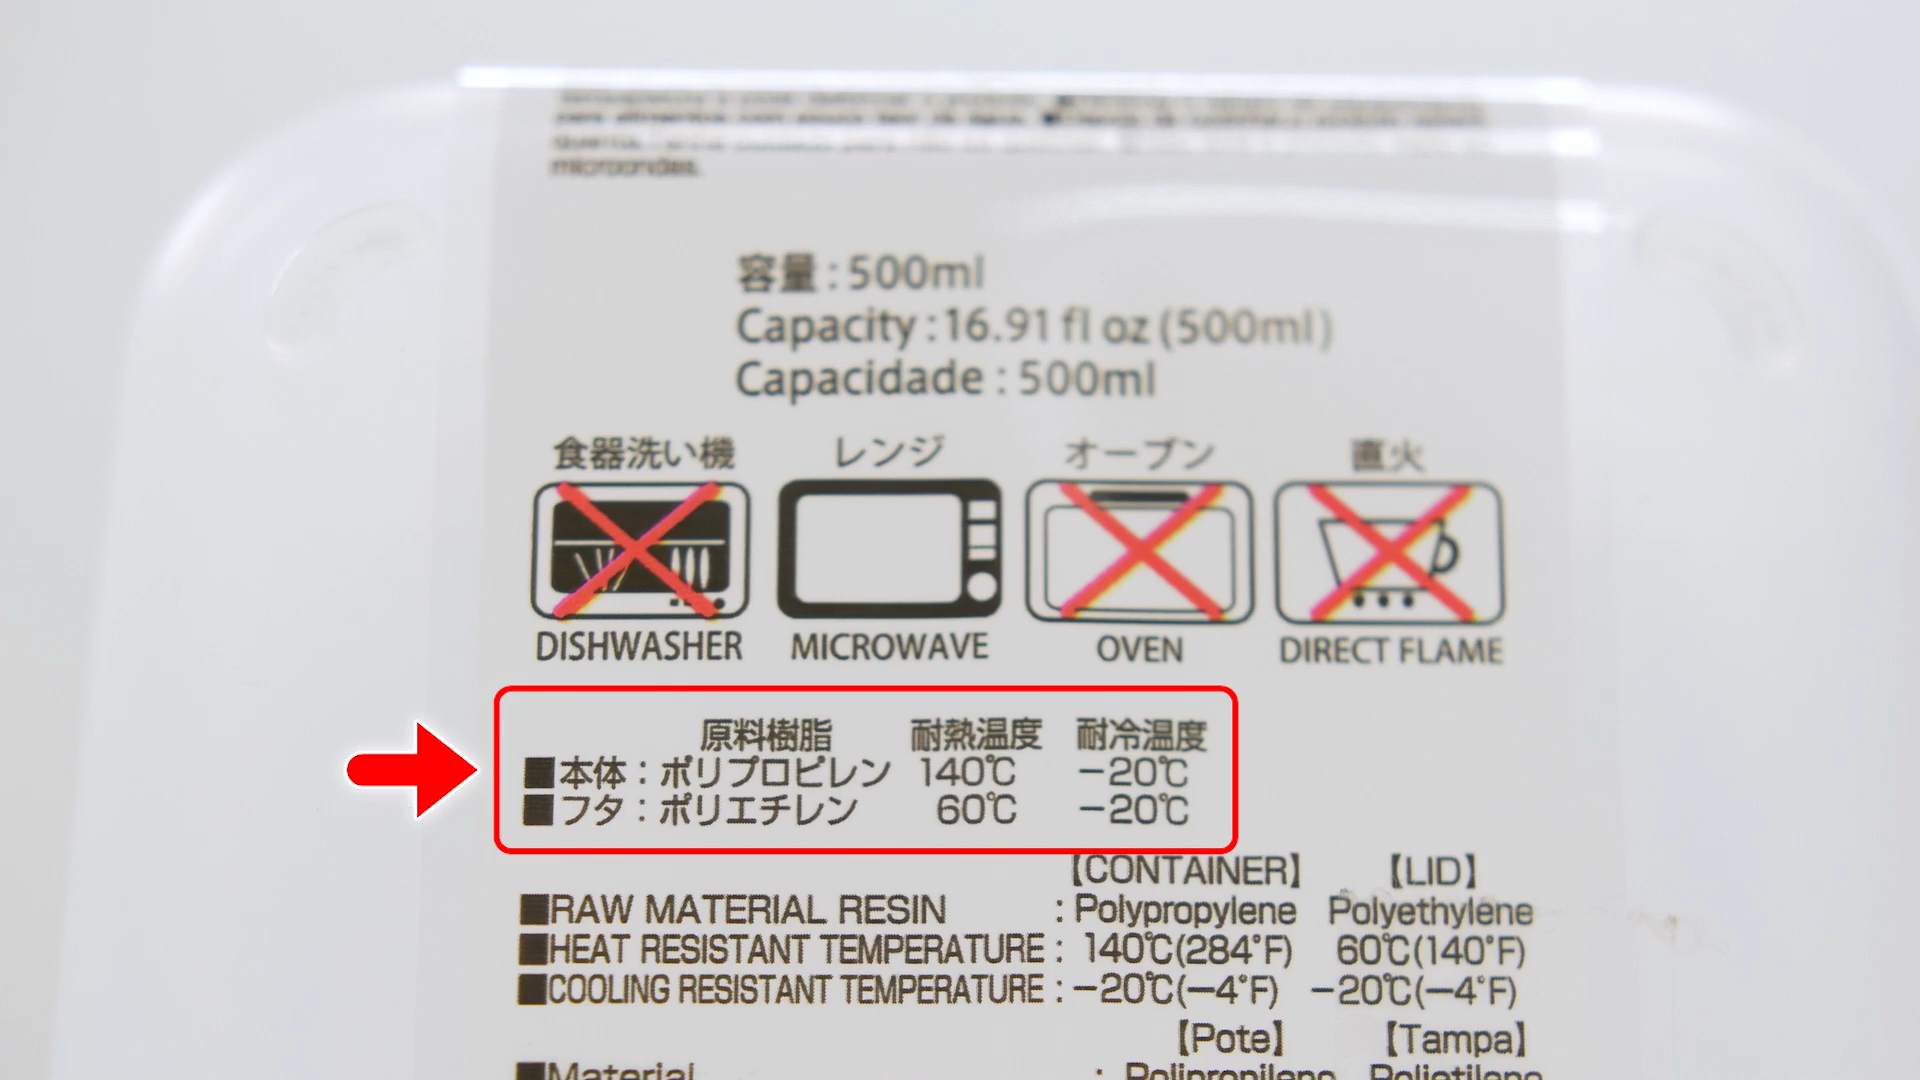 microondes.
容量 : 500ml
Capacity : 16.91 fl oz (500ml)
Capacidade : 500ml
食器洗い機 レンジ オーブン 直火
DISHWASHER MICROWAVE OVEN DIRECT FLAME
原料樹脂 耐熱温度 耐冷温度
■本体 : ポリプロピレン 140℃ −20℃
■フタ : ポリエチレン 60℃ −20℃
【CONTAINER】 【LID】
■RAW MATERIAL RESIN : Polypropylene Polyethylene
■HEAT RESISTANT TEMPERATURE : 140℃(284°F) 60℃(140°F)
■COOLING RESISTANT TEMPERATURE : −20℃(−4°F) −20℃(−4°F)
【Pote】 【Tampa】
■Material : Polipropileno Polietileno